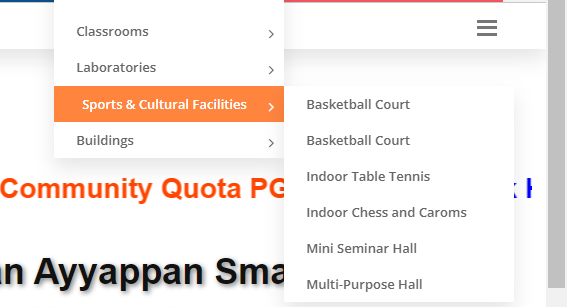 Classrooms
Laboratories
Sports & Cultural Facilities
Buildings
Basketball Court
Basketball Court
Indoor Table Tennis
Indoor Chess and Caroms
Mini Seminar Hall
Multi-Purpose Hall
Community Quota PG
Ayyappan